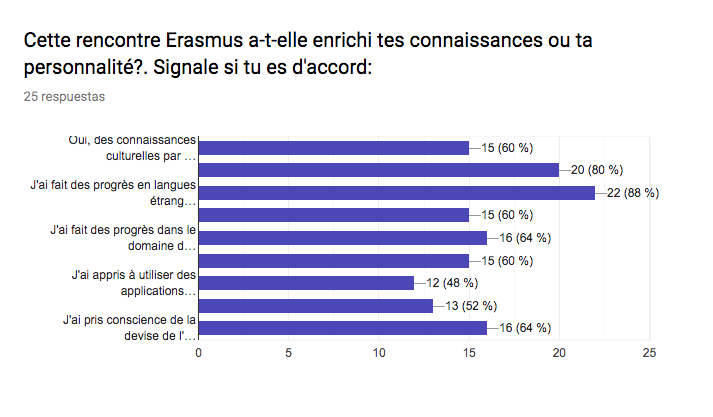 Cette rencontre Erasmus a-t-elle enrichi tes connaissances ou ta
personnalité?. Signale si tu es d'accord:
25 respuestas
Oui, des connaissances
culturelles par …
15 (60 %)
20 (80 %)
J'ai fait des progrès en langues
étrang…
22 (88 %)
15 (60 %)
J'ai fait des progrès dans le
domaine d…
16 (64 %)
15 (60 %)
J'ai appris à utiliser des
applications…
12 (48 %)
13 (52 %)
J'ai pris conscience de la
devise de l'…
16 (64 %)
0 5 10 15 20 25